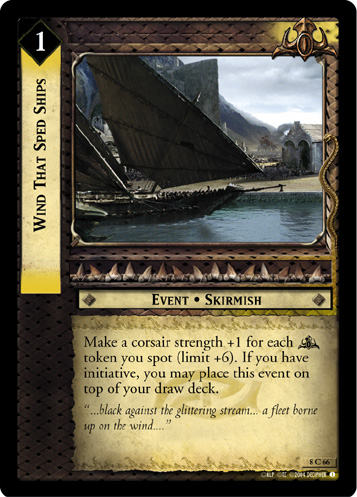 1
WIND THAT SPED SHIPS
EVENT • SKIRMISH
Make a corsair strength +1 for each
token you spot (limit +6). If you have
initiative, you may place this event on
top of your draw deck.
“...black against the glittering stream... a fleet borne
up on the wind....”
8 C 66
©2004 DECIPHER